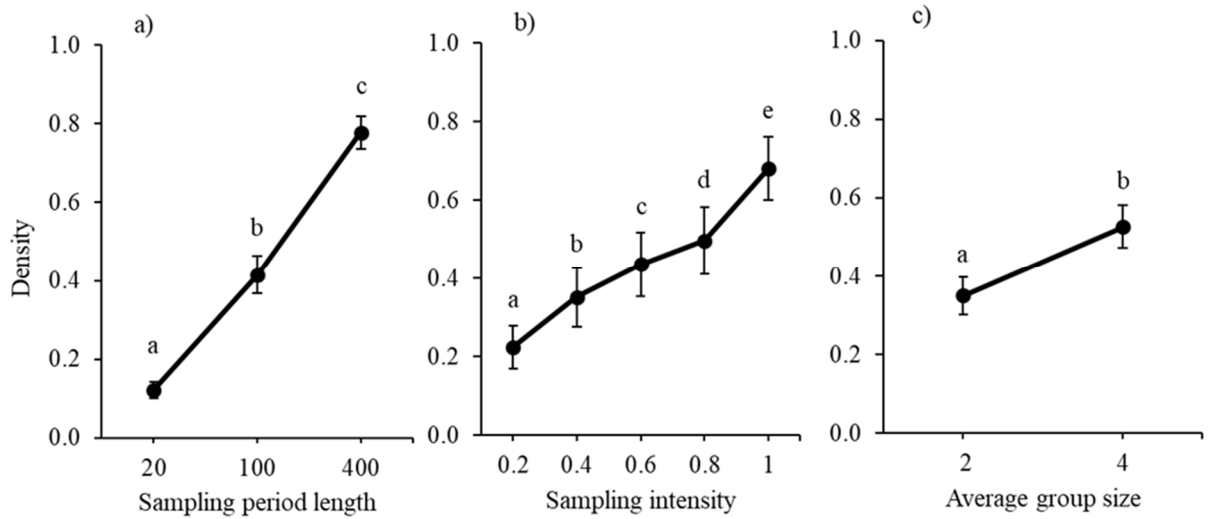 a)
b)
c)
Density
1.0
0.8
0.6
0.4
0.2
0.0
a
b
c
20 100 400
Sampling period length
1.0
0.8
0.6
0.4
0.2
0.0
a
b
c
d
e
0.2 0.4 0.6 0.8 1
Sampling intensity
1.0
0.8
0.6
0.4
0.2
0.0
a
b
2 4
Average group size